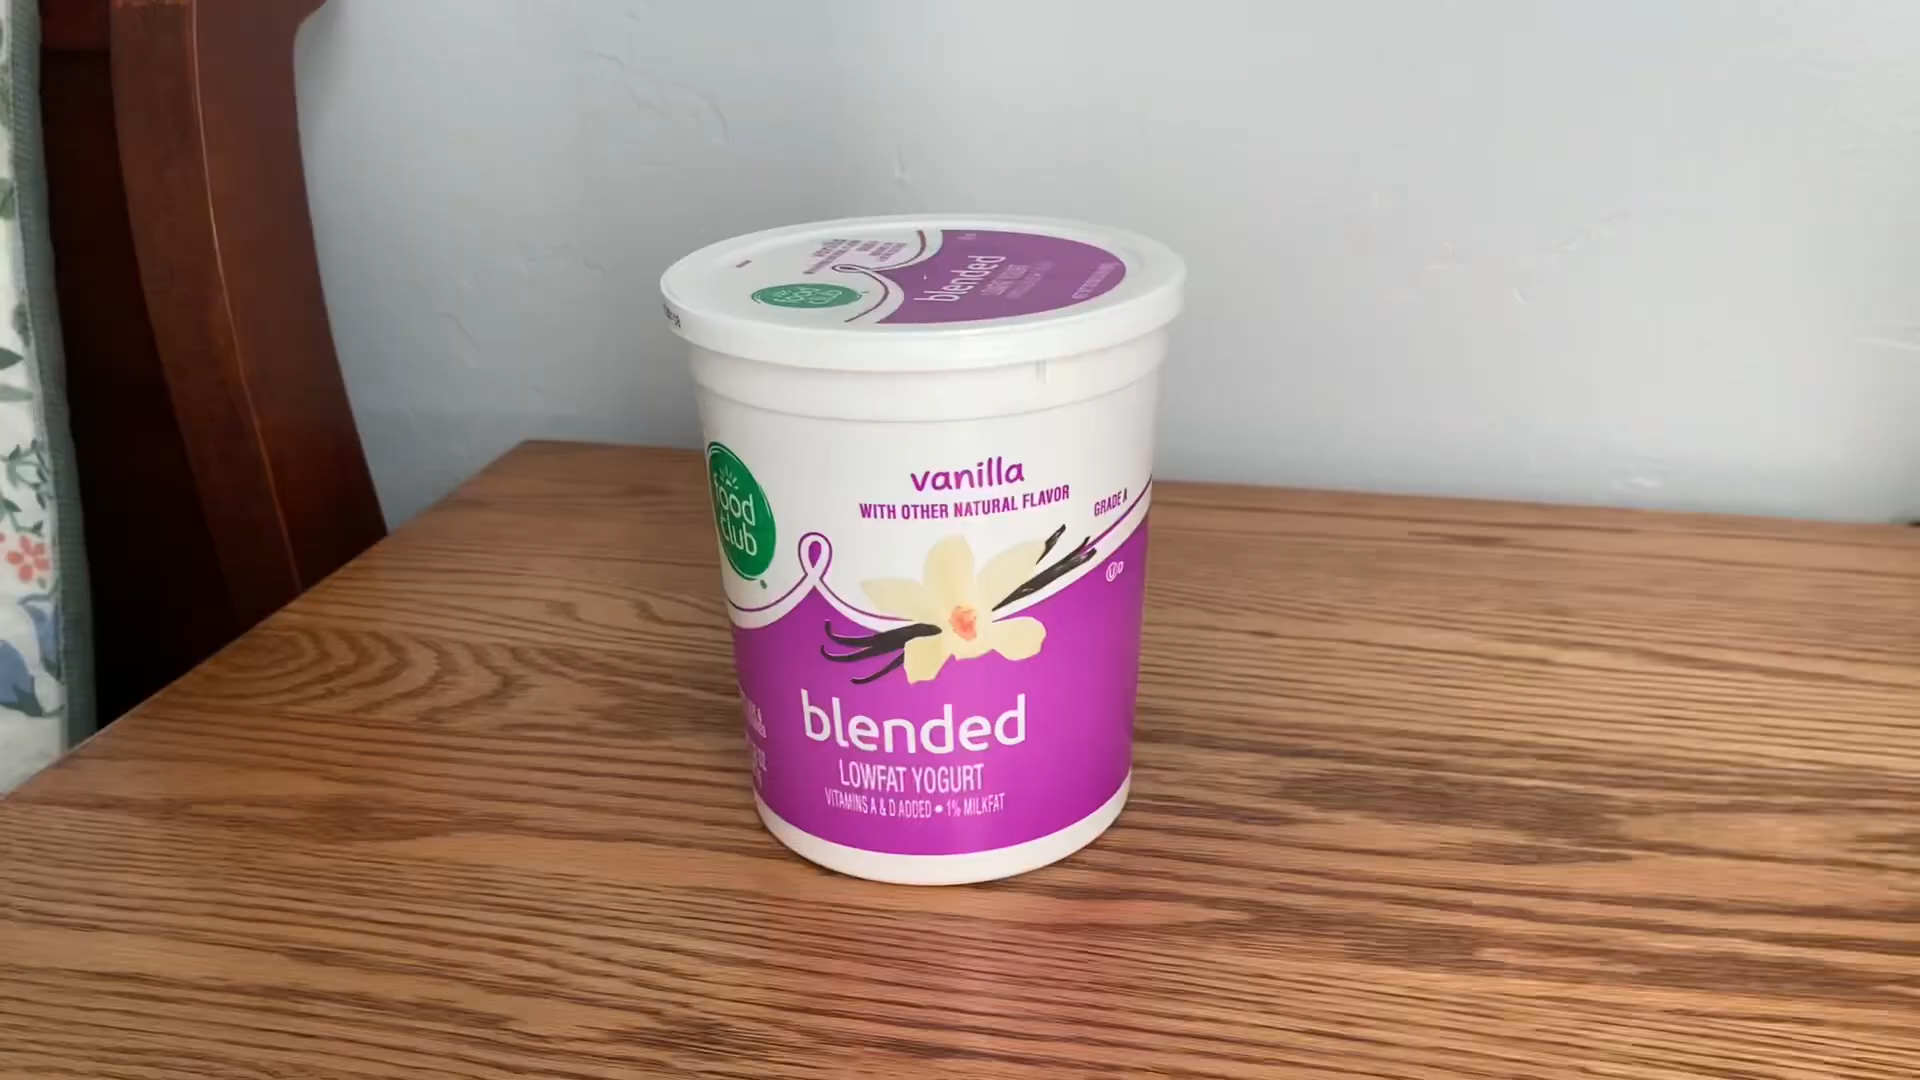 blended
food
club
food
club
vanilla
WITH OTHER NATURAL FLAVOR
GRADE A
U D
blended
LOWFAT YOGURT
VITAMINS A & D ADDED • 1% MILKFAT